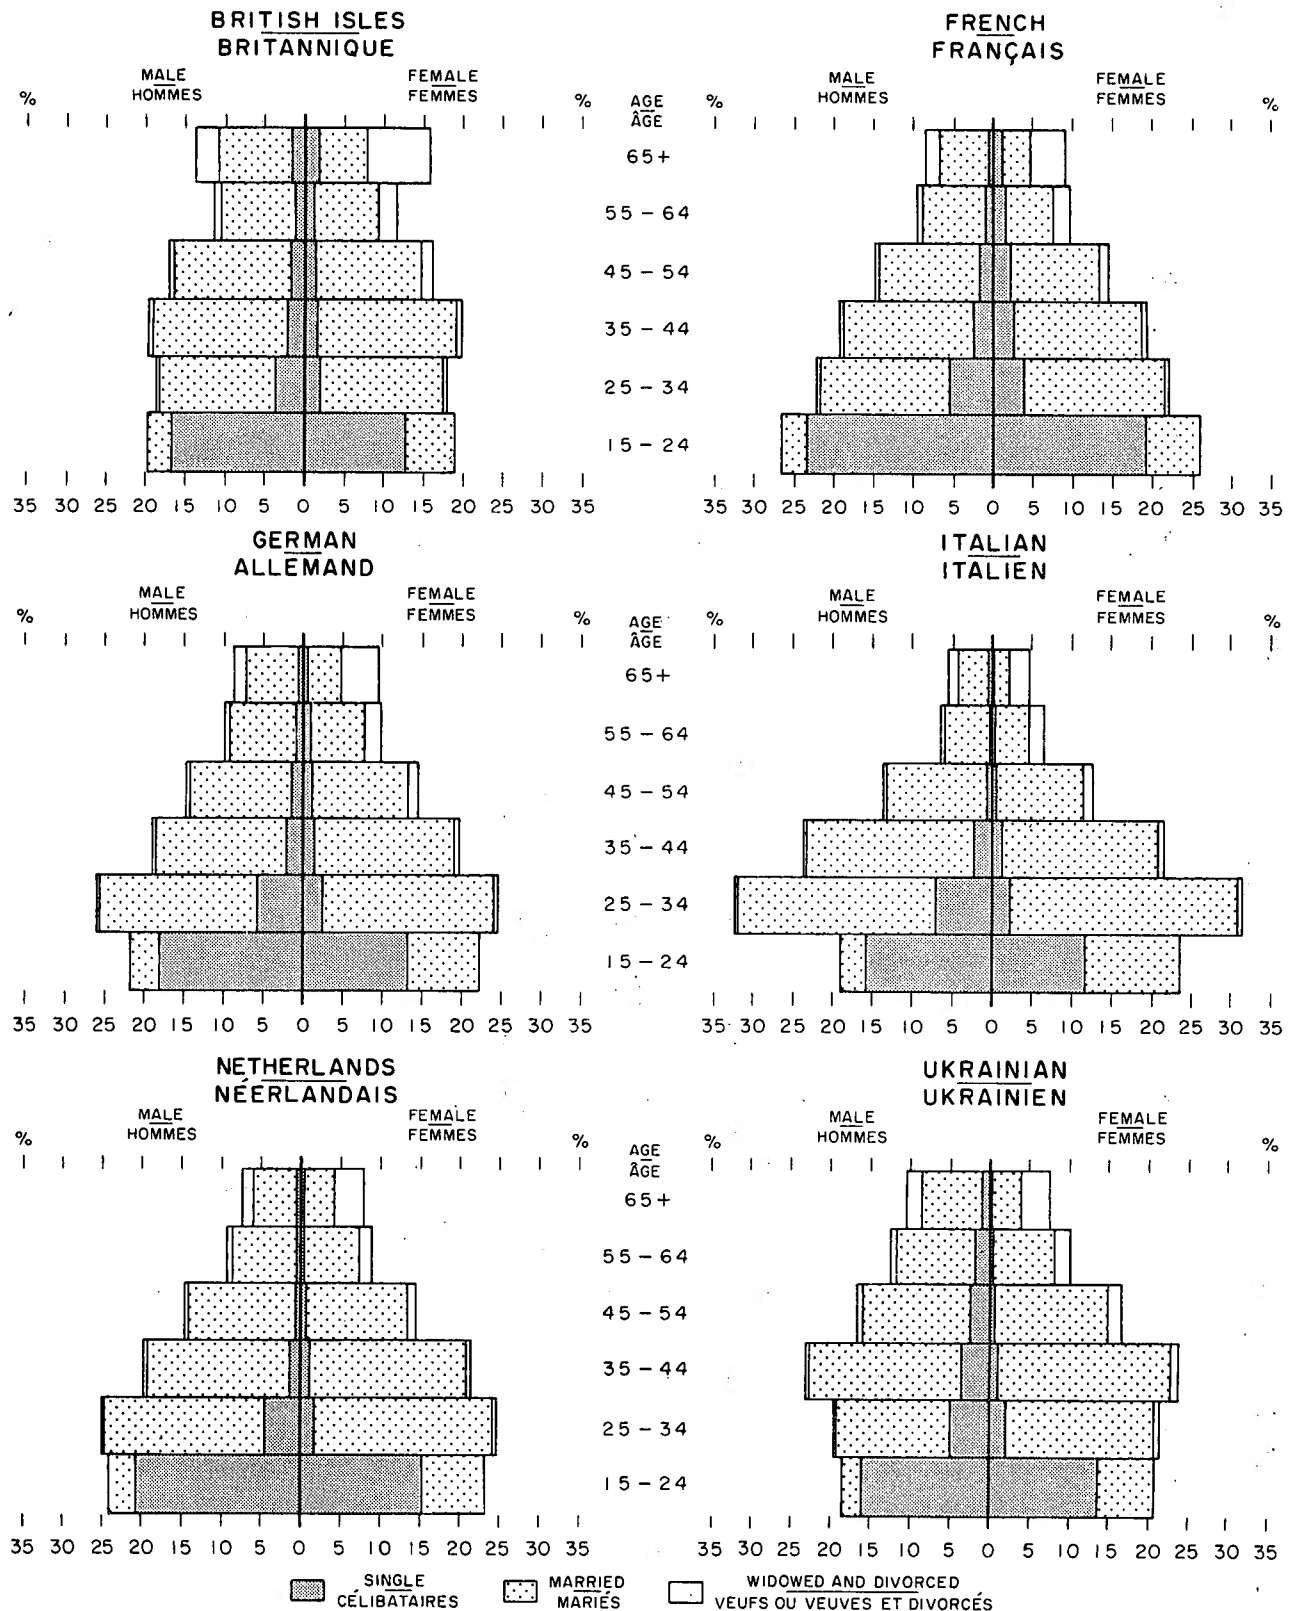 BRITISH ISLES
BRITANNIQUE
MALE
HOMMES
FEMALE
FEMMES
% % AGE
ÂGE
65+
55 – 64
45 – 54
35 – 44
25 – 34
15 – 24
35 30 25 20 15 10 5 0 5 10 15 20 25 30 35
FRENCH
FRANÇAIS
MALE
HOMMES
FEMALE
FEMMES
% %
35 30 25 20 15 10 5 0 5 10 15 20 25 30 35
GERMAN
ALLEMAND
MALE
HOMMES
FEMALE
FEMMES
% % AGE
ÂGE
65+
55 – 64
45 – 54
35 – 44
25 – 34
15 – 24
35 30 25 20 15 10 5 0 5 10 15 20 25 30 35
ITALIAN
ITALIEN
MALE
HOMMES
FEMALE
FEMMES
% %
35 30 25 20 15 10 5 0 5 10 15 20 25 30 35
NETHERLANDS
NÉERLANDAIS
MALE
HOMMES
FEMALE
FEMMES
% % AGE
ÂGE
65+
55 – 64
45 – 54
35 – 44
25 – 34
15 – 24
35 30 25 20 15 10 5 0 5 10 15 20 25 30 35
UKRAINIAN
UKRAINIEN
MALE
HOMMES
FEMALE
FEMMES
% %
35 30 25 20 15 10 5 0 5 10 15 20 25 30 35
SINGLE
CÉLIBATAIRES
MARRIED
MARIÉS
WIDOWED AND DIVORCED
VEUFS OU VEUVES ET DIVORCÉS